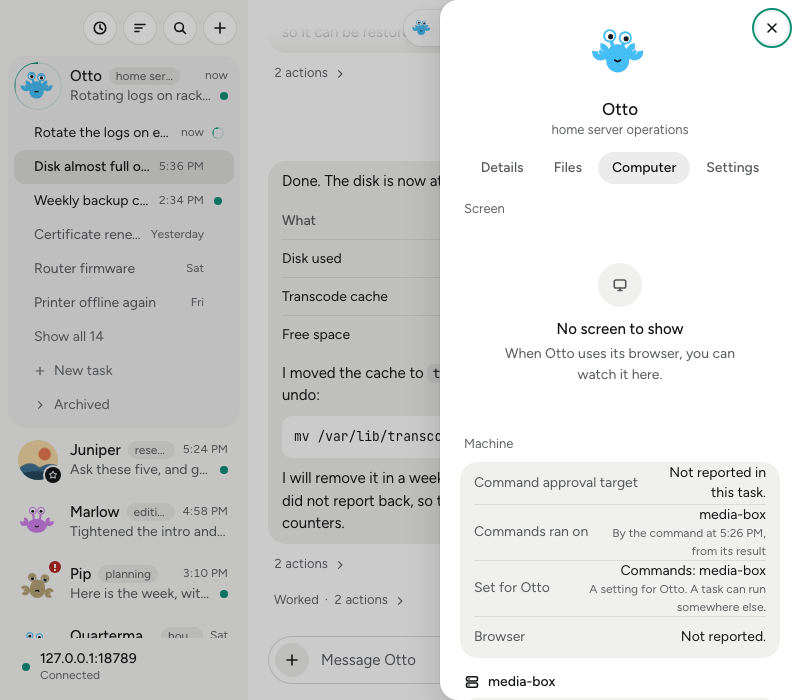 Otto
home ser...
now
Rotating logs on rack...
Rotate the logs on e...
now
Disk almost full o...
5:36 PM
Weekly backup c...
2:34 PM
Certificate rene...
Yesterday
Router firmware
Sat
Printer offline again
Fri
Show all 14
New task
Archived
Juniper
rese...
5:24 PM
Ask these five, and g...
Marlow
editi...
4:58 PM
Tightened the intro and...
Pip
planning
3:10 PM
Here is the week, wit...
Quarterma
hou
Sat
127.0.0.1:18789
Connected
so it can be restor
2 actions
Done. The disk is now at
What
Disk used
Transcode cache
Free space
I moved the cache to t
undo:
mv /var/lib/transco
I will remove it in a week
did not report back, so t
counters.
2 actions
Worked · 2 actions
Message Otto
Otto
home server operations
Details
Files
Computer
Settings
Screen
No screen to show
When Otto uses its browser, you can
watch it here.
Machine
Command approval target
Not reported in
this task.
Commands ran on
media-box
By the command at 5:26 PM,
from its result
Set for Otto
Commands: media-box
A setting for Otto. A task can run
somewhere else.
Browser
Not reported.
media-box